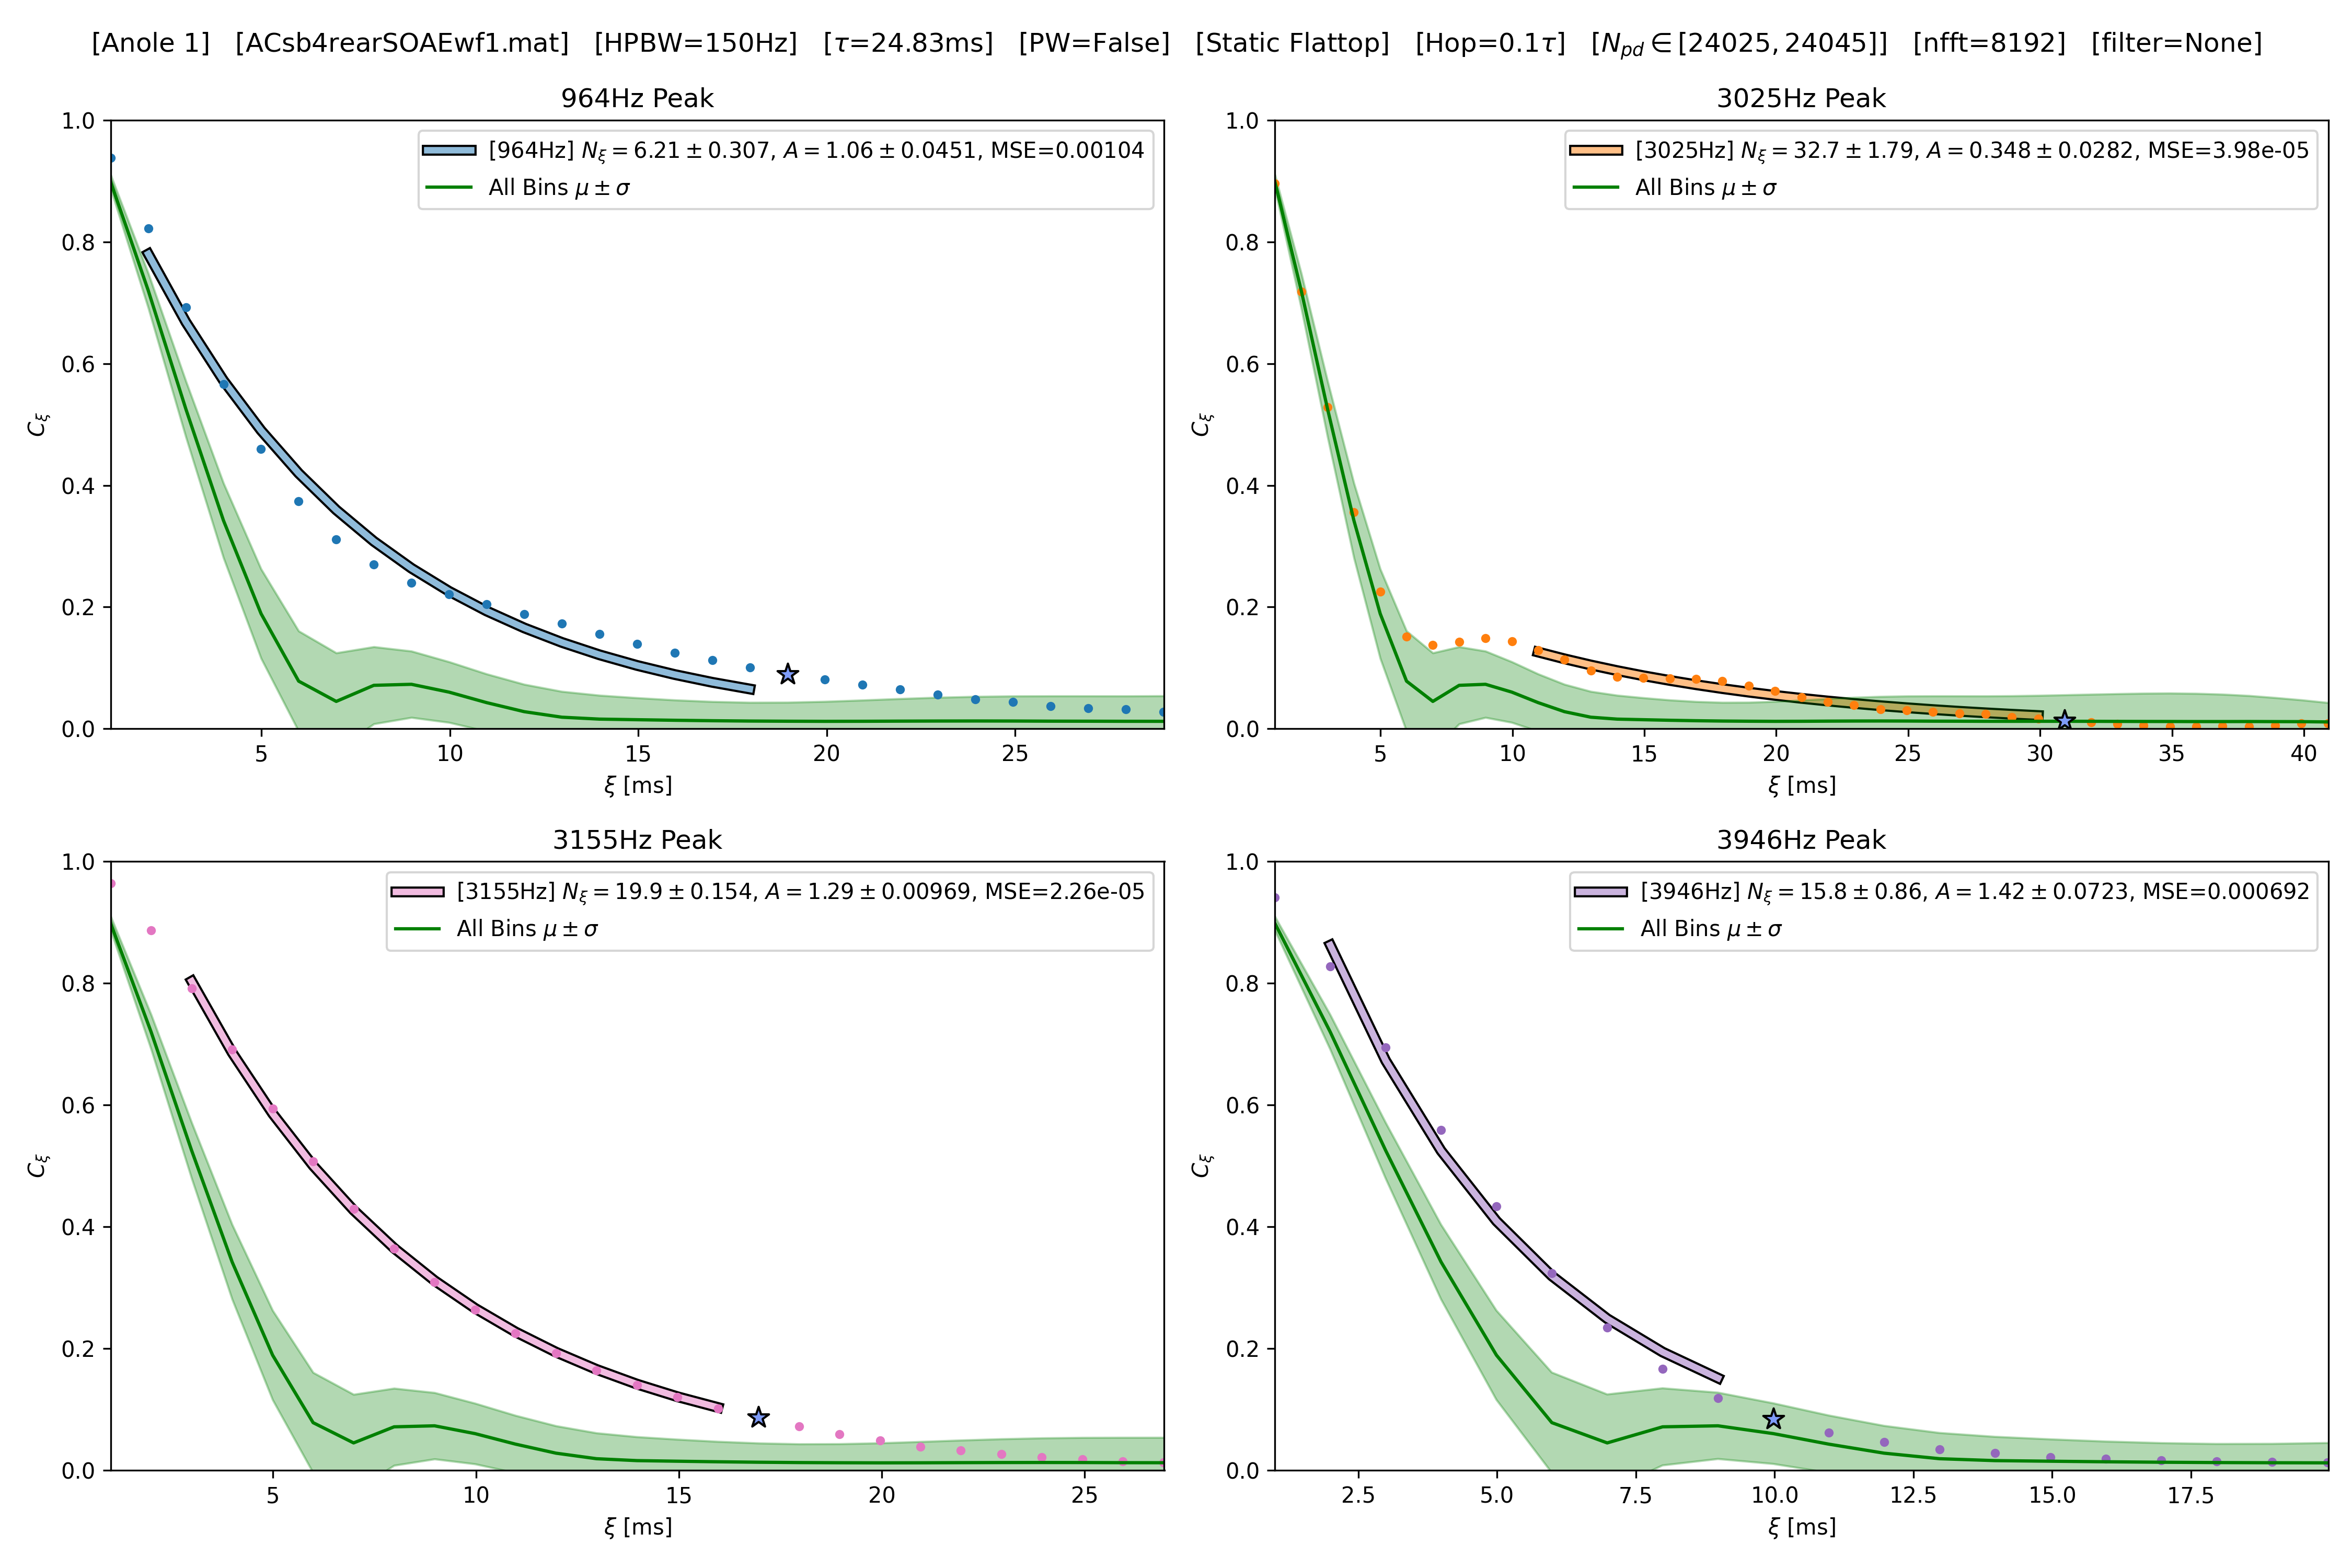 [Anole 1] [ACsb4rearSOAEwf1.mat] [HPBW=150Hz] [τ=24.83ms] [PW=False] [Static Flattop] [Hop=0.1τ] [N_pd ∈ [24025, 24045]] [nfft=8192] [filter=None]
964Hz Peak
[964Hz] N_ξ = 6.21 ± 0.307, A = 1.06 ± 0.0451, MSE=0.00104
All Bins μ ± σ
1.0
0.8
0.6
0.4
0.2
0.0
C_ξ
5 10 15 20 25
ξ [ms]
3025Hz Peak
[3025Hz] N_ξ = 32.7 ± 1.79, A = 0.348 ± 0.0282, MSE=3.98e-05
All Bins μ ± σ
1.0
0.8
0.6
0.4
0.2
0.0
C_ξ
5 10 15 20 25 30 35 40
ξ [ms]
3155Hz Peak
[3155Hz] N_ξ = 19.9 ± 0.154, A = 1.29 ± 0.00969, MSE=2.26e-05
All Bins μ ± σ
1.0
0.8
0.6
0.4
0.2
0.0
C_ξ
5 10 15 20 25
ξ [ms]
3946Hz Peak
[3946Hz] N_ξ = 15.8 ± 0.86, A = 1.42 ± 0.0723, MSE=0.000692
All Bins μ ± σ
1.0
0.8
0.6
0.4
0.2
0.0
C_ξ
2.5 5.0 7.5 10.0 12.5 15.0 17.5
ξ [ms]